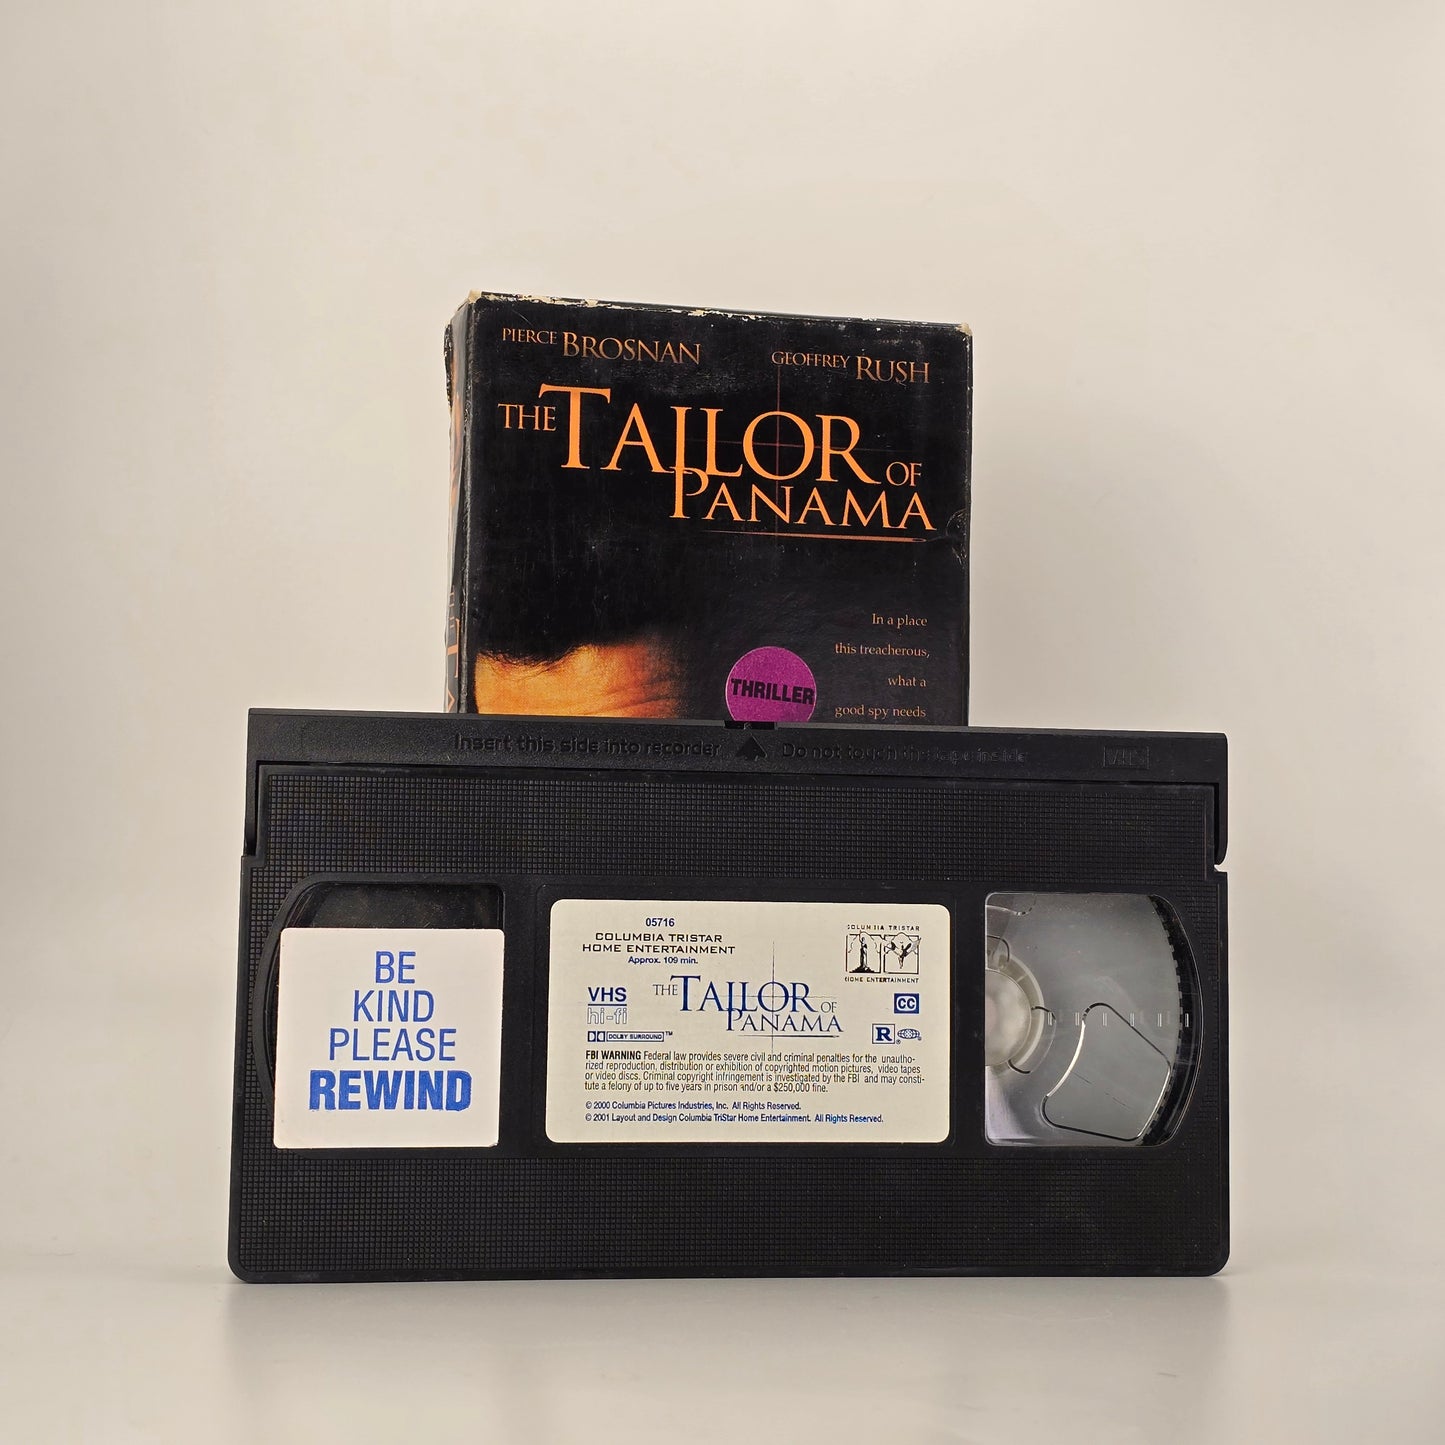 PIERCE BROSNAN GEOFFREY RUSH
THE TAILOR OF
PANAMA
In a place
this treacherous,
what a
good spy needs
THRILLER
Insert this side into recorder Do not touch the tape inside VHS
BE
KIND
PLEASE
REWIND
05716
COLUMBIA TRISTAR
HOME ENTERTAINMENT
Approx. 109 min.
COLUMBIA TRISTAR
HOME ENTERTAINMENT
VHS
hi-fi
DOLBY SURROUND™
THE TAILOR OF
PANAMA
CC
R
FBI WARNING Federal law provides severe civil and criminal penalties for the unautho-
rized reproduction, distribution or exhibition of copyrighted motion pictures, video tapes
or video discs. Criminal copyright infringement is investigated by the FBI and may consti-
tute a felony of up to five years in prison and/or a $250,000 fine.
© 2000 Columbia Pictures Industries, Inc. All Rights Reserved.
© 2001 Layout and Design Columbia TriStar Home Entertainment. All Rights Reserved.